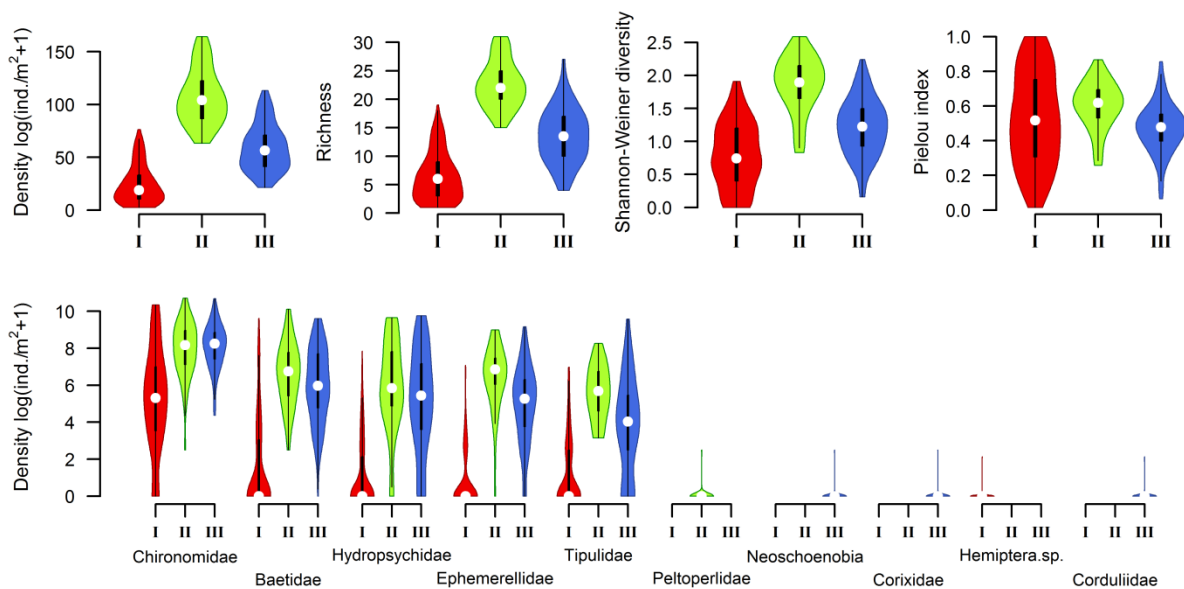 Density log(ind./m²+1)
150
100
50
0
I II III
Richness
30
25
20
15
10
5
0
I II III
Shannon-Weiner diversity
2.5
2.0
1.5
1.0
0.5
0.0
I II III
Pielou index
1.0
0.8
0.6
0.4
0.2
0.0
I II III
Density log(ind./m²+1)
10
8
6
4
2
0
I II III
Chironomidae
I II III
Baetidae
I II III
Hydropsychidae
I II III
Ephemerellidae
I II III
Tipulidae
I II III
Peltoperlidae
I II III
Neoschoenobia
I II III
Corixidae
I II III
Hemiptera.sp.
I II III
Corduliidae